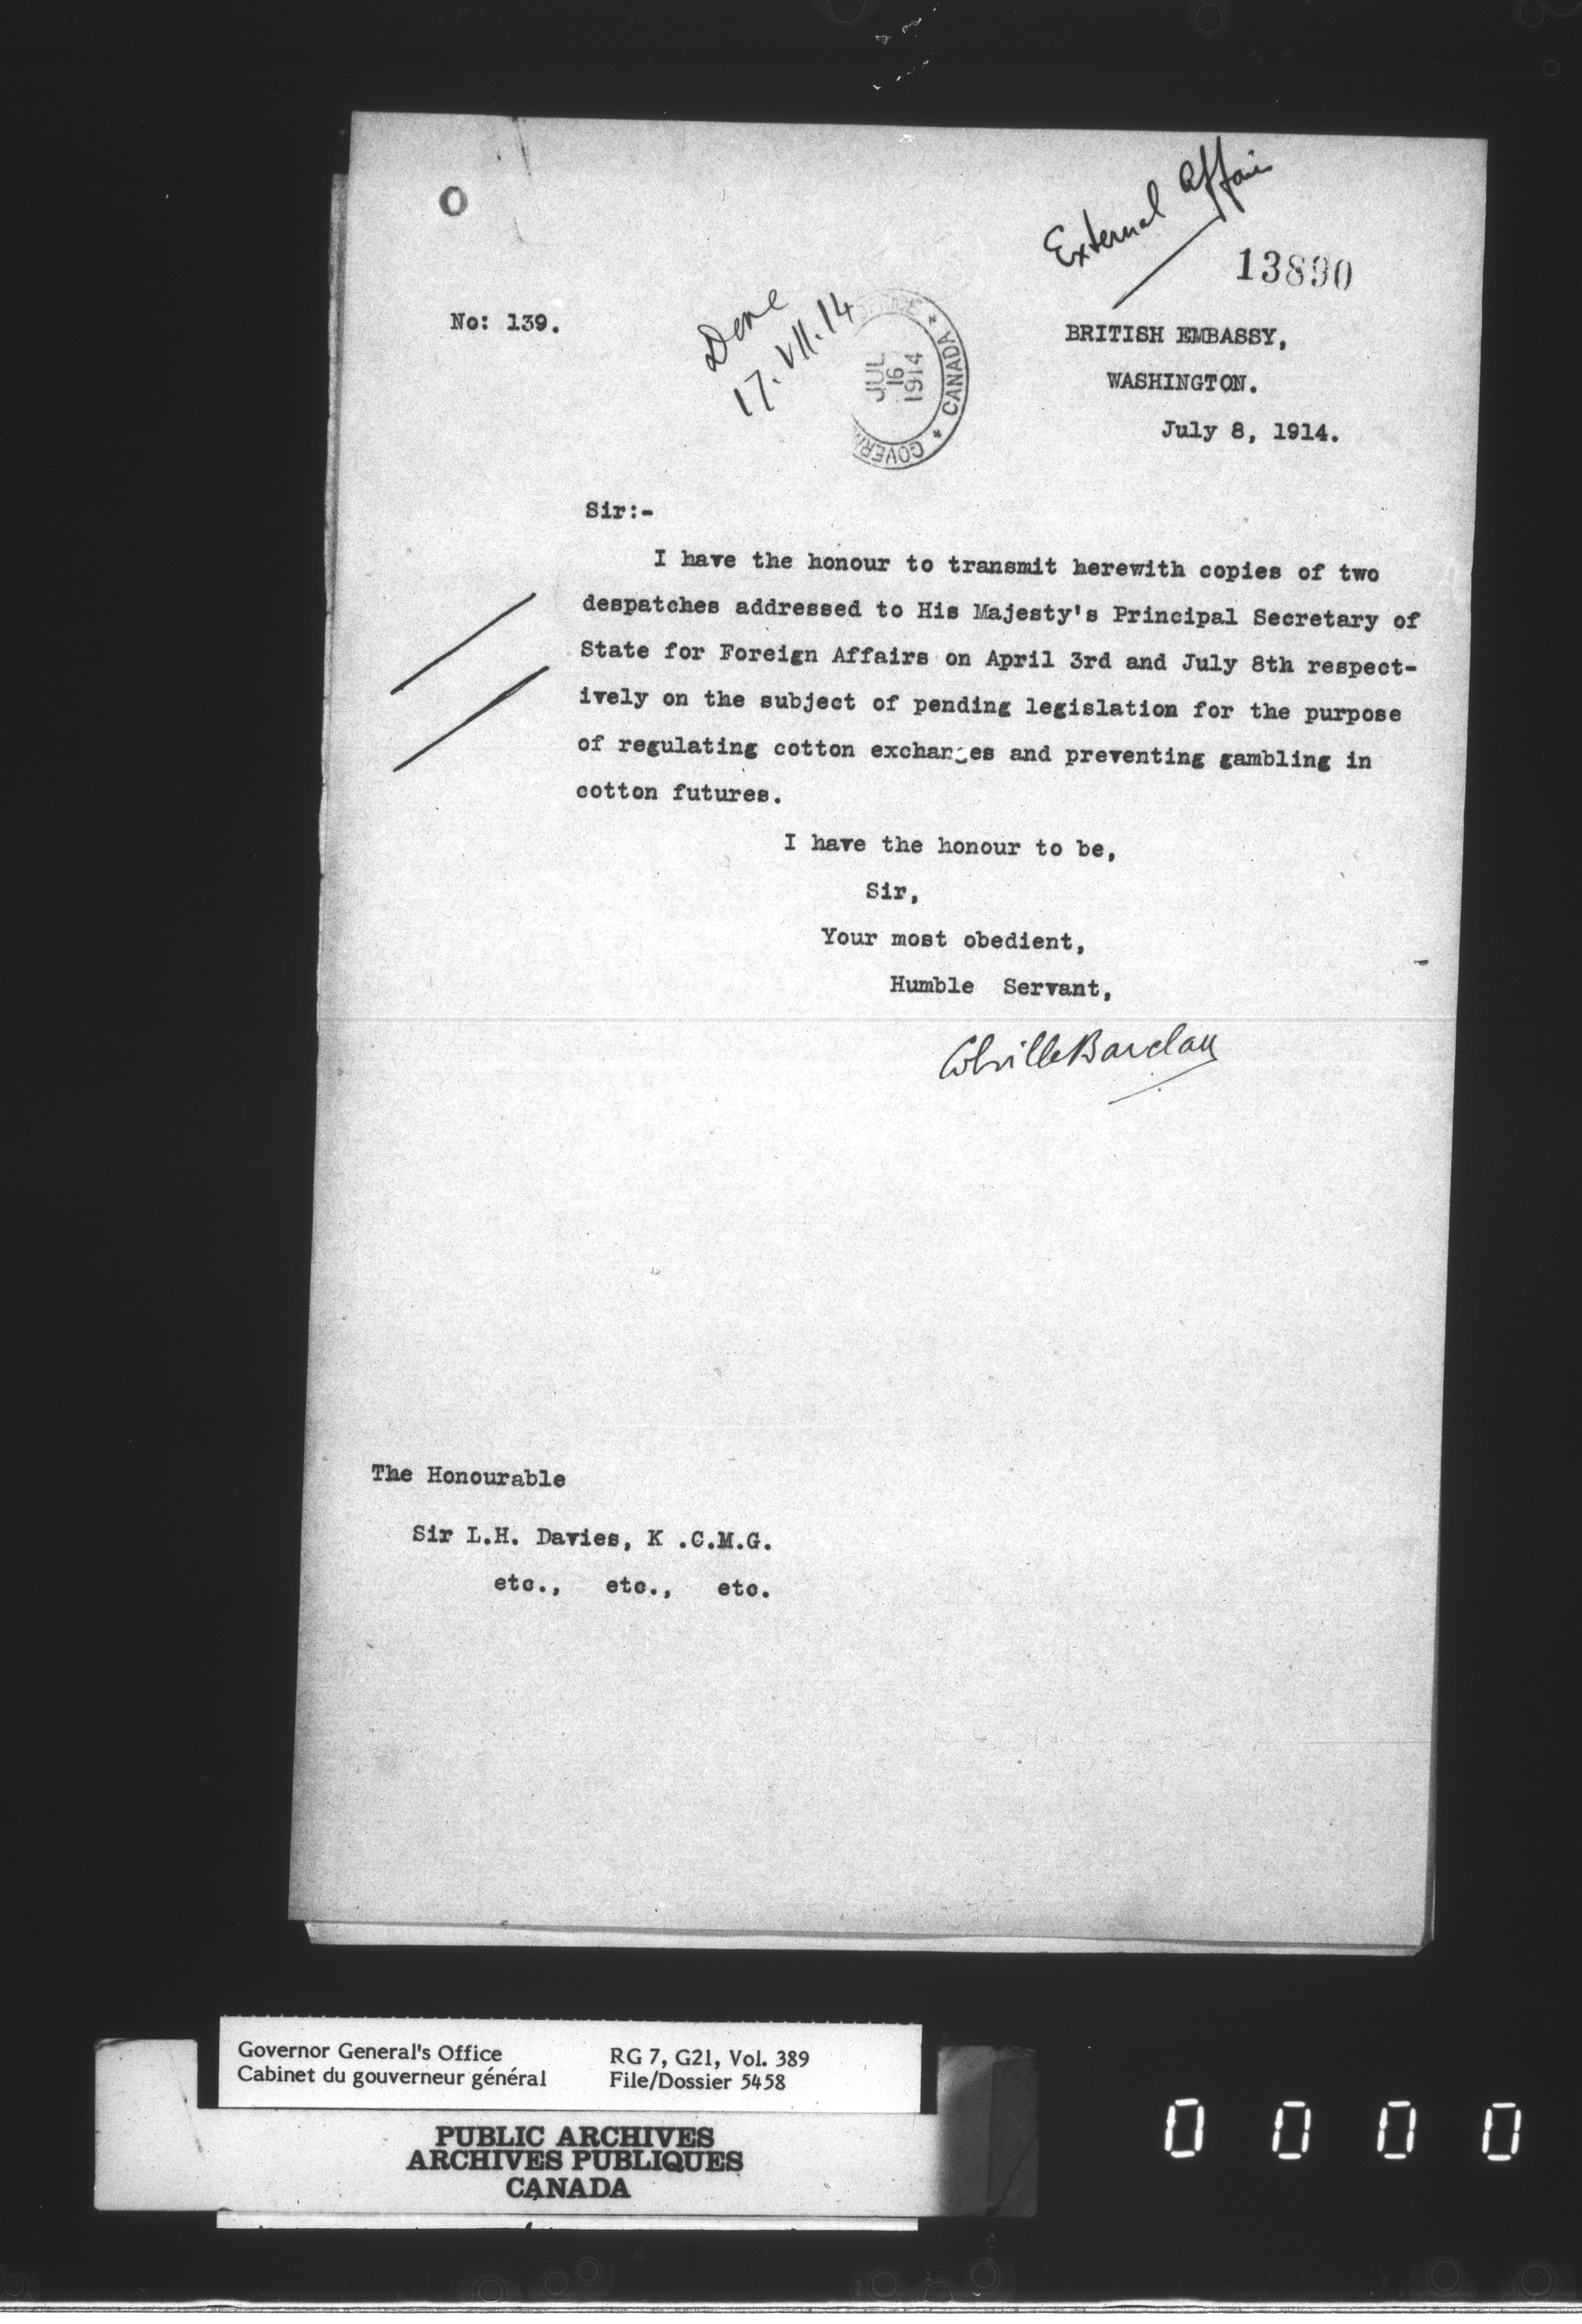 External Affairs
13890
No: 139.
Done
17.VII.14
GOVERN
* CANADA *
JUL
16
1914
BRITISH EMBASSY,
WASHINGTON.
July 8, 1914.
Sir:-
I have the honour to transmit herewith copies of two
despatches addressed to His Majesty's Principal Secretary of
State for Foreign Affairs on April 3rd and July 8th respect-
ively on the subject of pending legislation for the purpose
of regulating cotton exchanges and preventing gambling in
cotton futures.
I have the honour to be,
Sir,
Your most obedient,
Humble Servant,
Colville Barclay
The Honourable
Sir L.H. Davies, K .C.M.G.
etc., etc., etc.
Governor General's Office
Cabinet du gouverneur général
RG 7, G21, Vol. 389
File/Dossier 5458
PUBLIC ARCHIVES
ARCHIVES PUBLIQUES
CANADA
0 0 0 0